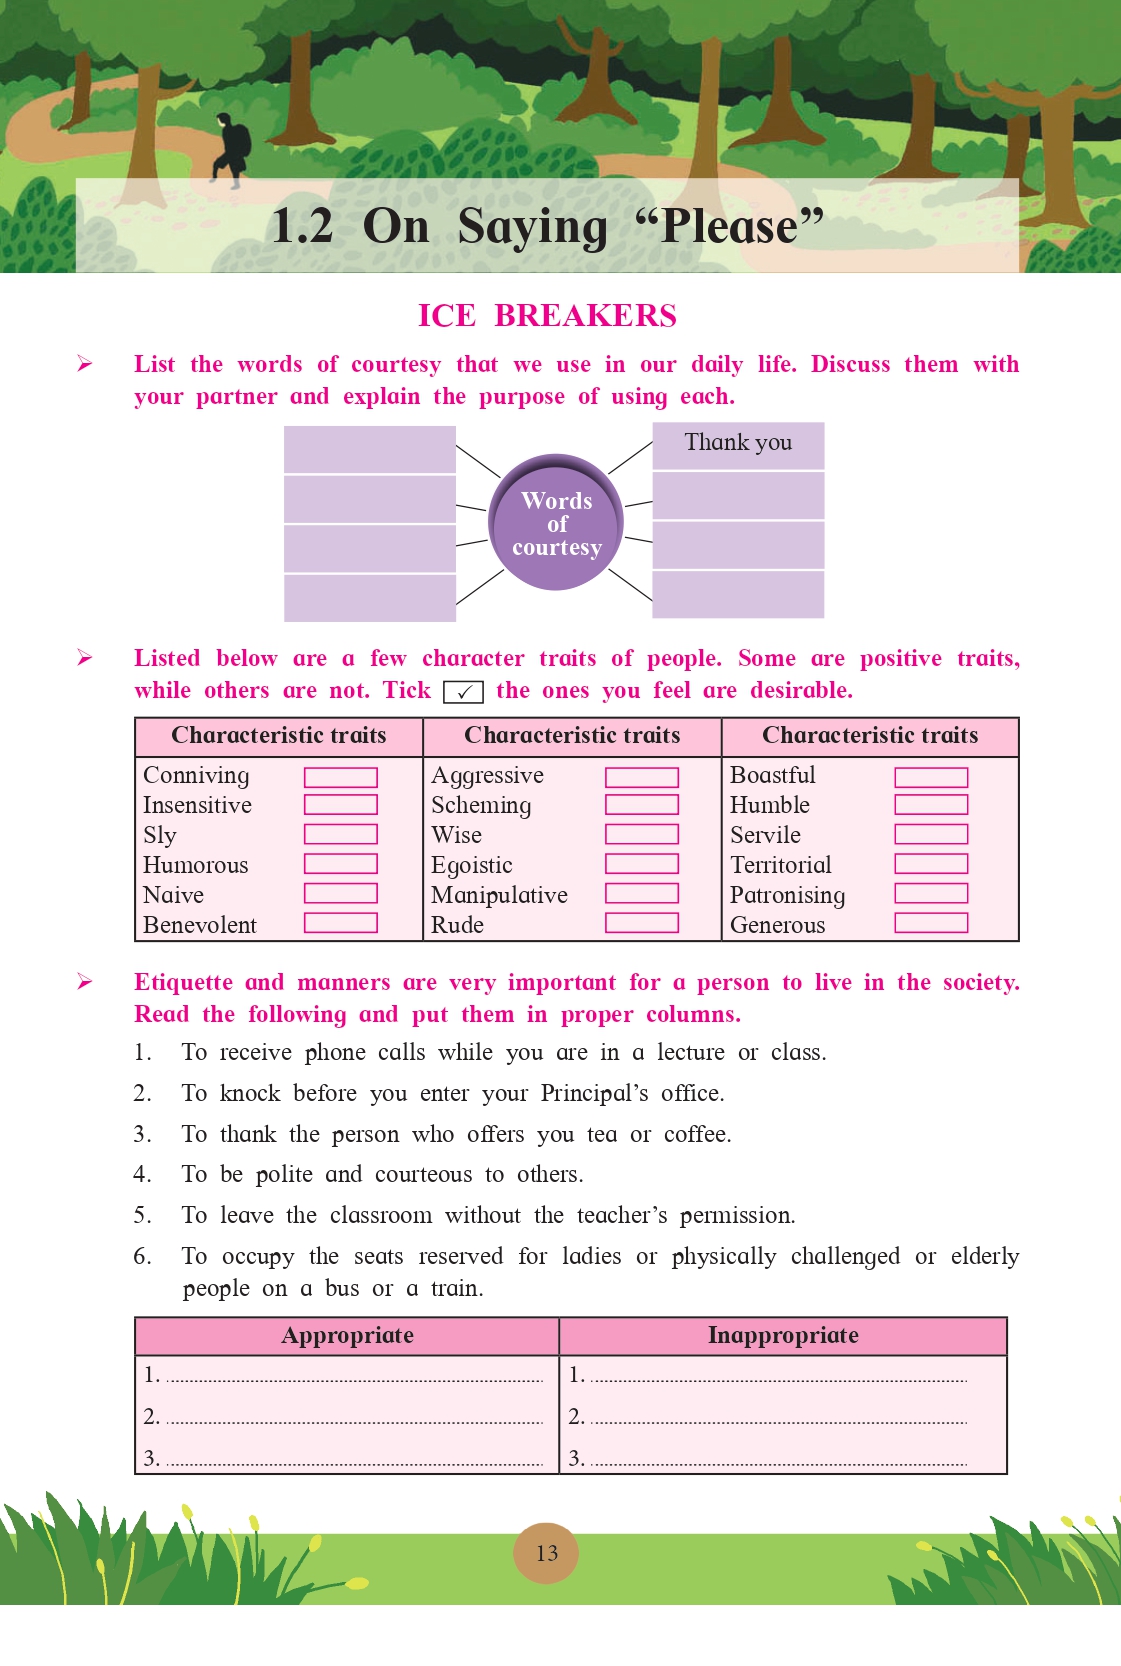 1.2 On Saying “Please”
ICE BREAKERS
➢ List the words of courtesy that we use in our daily life. Discuss them with
your partner and explain the purpose of using each.
Thank you
Words
of
courtesy
➢ Listed below are a few character traits of people. Some are positive traits,
while others are not. Tick ✓ the ones you feel are desirable.
Characteristic traits Characteristic traits Characteristic traits
Conniving Aggressive Boastful
Insensitive Scheming Humble
Sly Wise Servile
Humorous Egoistic Territorial
Naive Manipulative Patronising
Benevolent Rude Generous
➢ Etiquette and manners are very important for a person to live in the society.
Read the following and put them in proper columns.
1. To receive phone calls while you are in a lecture or class.
2. To knock before you enter your Principal’s office.
3. To thank the person who offers you tea or coffee.
4. To be polite and courteous to others.
5. To leave the classroom without the teacher’s permission.
6. To occupy the seats reserved for ladies or physically challenged or elderly
people on a bus or a train.
Appropriate Inappropriate
1. 1.
2. 2.
3. 3.
13